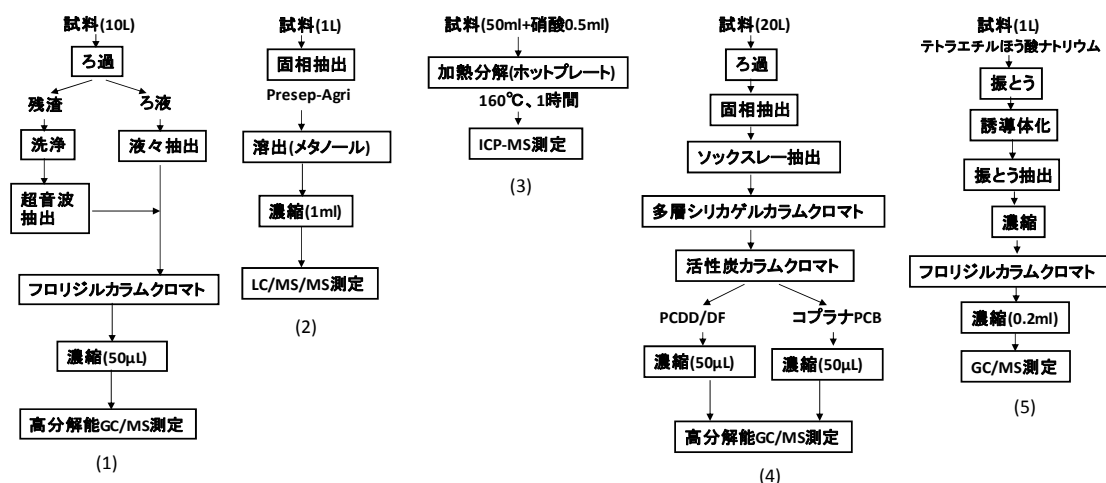 試料(10L)
ろ過
残渣
ろ液
洗浄
液々抽出
超音波
抽出
フロリジルカラムクロマト
濃縮(50μL)
高分解能GC/MS測定
(1)
試料(1L)
固相抽出
Presep-Agri
溶出(メタノール)
濃縮(1ml)
LC/MS/MS測定
(2)
試料(50ml+硝酸0.5ml)
加熱分解(ホットプレート)
160℃、1時間
ICP-MS測定
(3)
試料(20L)
ろ過
固相抽出
ソックスレー抽出
多層シリカゲルカラムクロマト
活性炭カラムクロマト
PCDD/DF
コプラナPCB
濃縮(50μL)
濃縮(50μL)
高分解能GC/MS測定
(4)
試料(1L)
テトラエチルほう酸ナトリウム
振とう
誘導体化
振とう抽出
濃縮
フロリジルカラムクロマト
濃縮(0.2ml)
GC/MS測定
(5)